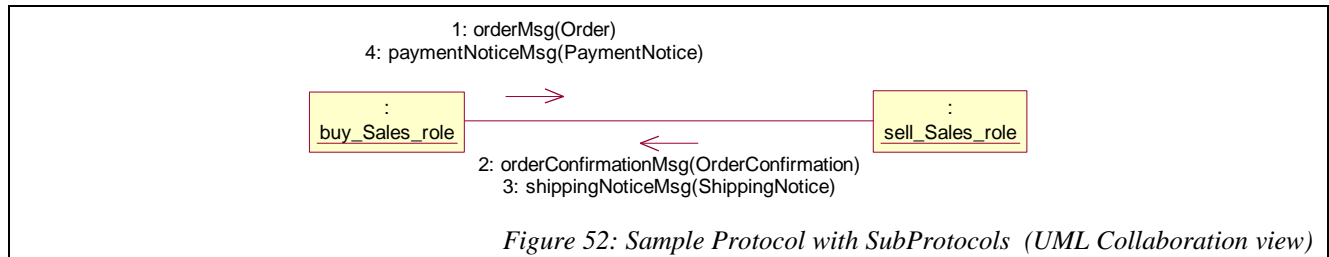 1: orderMsg(Order)
4: paymentNoticeMsg(PaymentNotice)
:
buy_Sales_role
:
sell_Sales_role
2: orderConfirmationMsg(OrderConfirmation)
3: shippingNoticeMsg(ShippingNotice)
Figure 52: Sample Protocol with SubProtocols (UML Collaboration view)